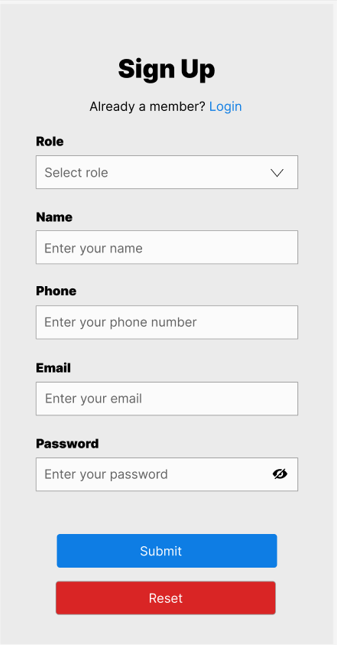 Sign Up
Already a member? Login
Role
Select role
Name
Enter your name
Phone
Enter your phone number
Email
Enter your email
Password
Enter your password
Submit
Reset